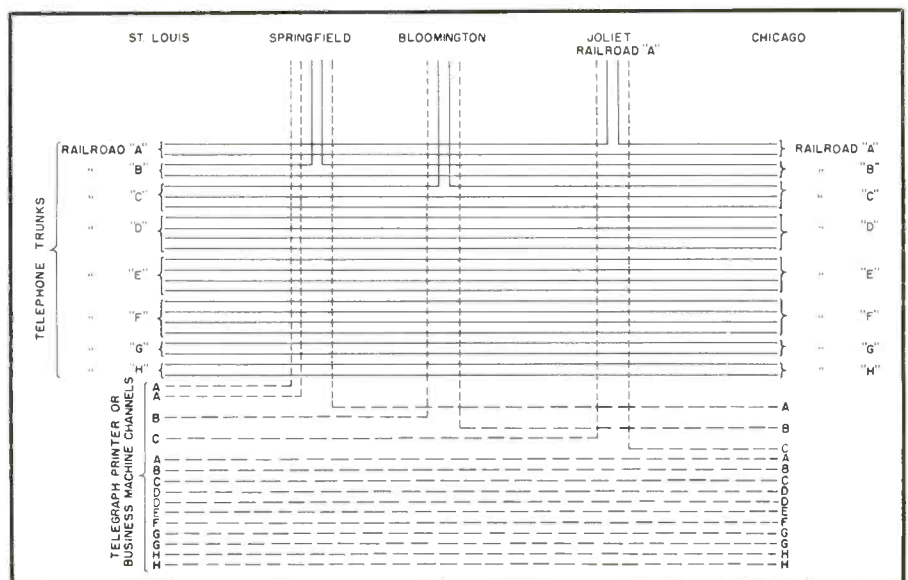 ST. LOUIS SPRINGFIELD BLOOMINGTON JOLIET CHICAGO
RAILROAD "A"
RAILROAD "A" RAILROAD "A"
" "B" " "B"
" "C" " "C"
" "D" " "D"
" "E" " "E"
" "F" " "F"
" "G" " "G"
" "H" " "H"
TELEPHONE TRUNKS
TELEGRAPH PRINTER OR
BUSINESS MACHINE CHANNELS
A
A
A
B
B
C
C
A A
B B
C C
D D
D D
E E
F F
G G
G G
H H
H H